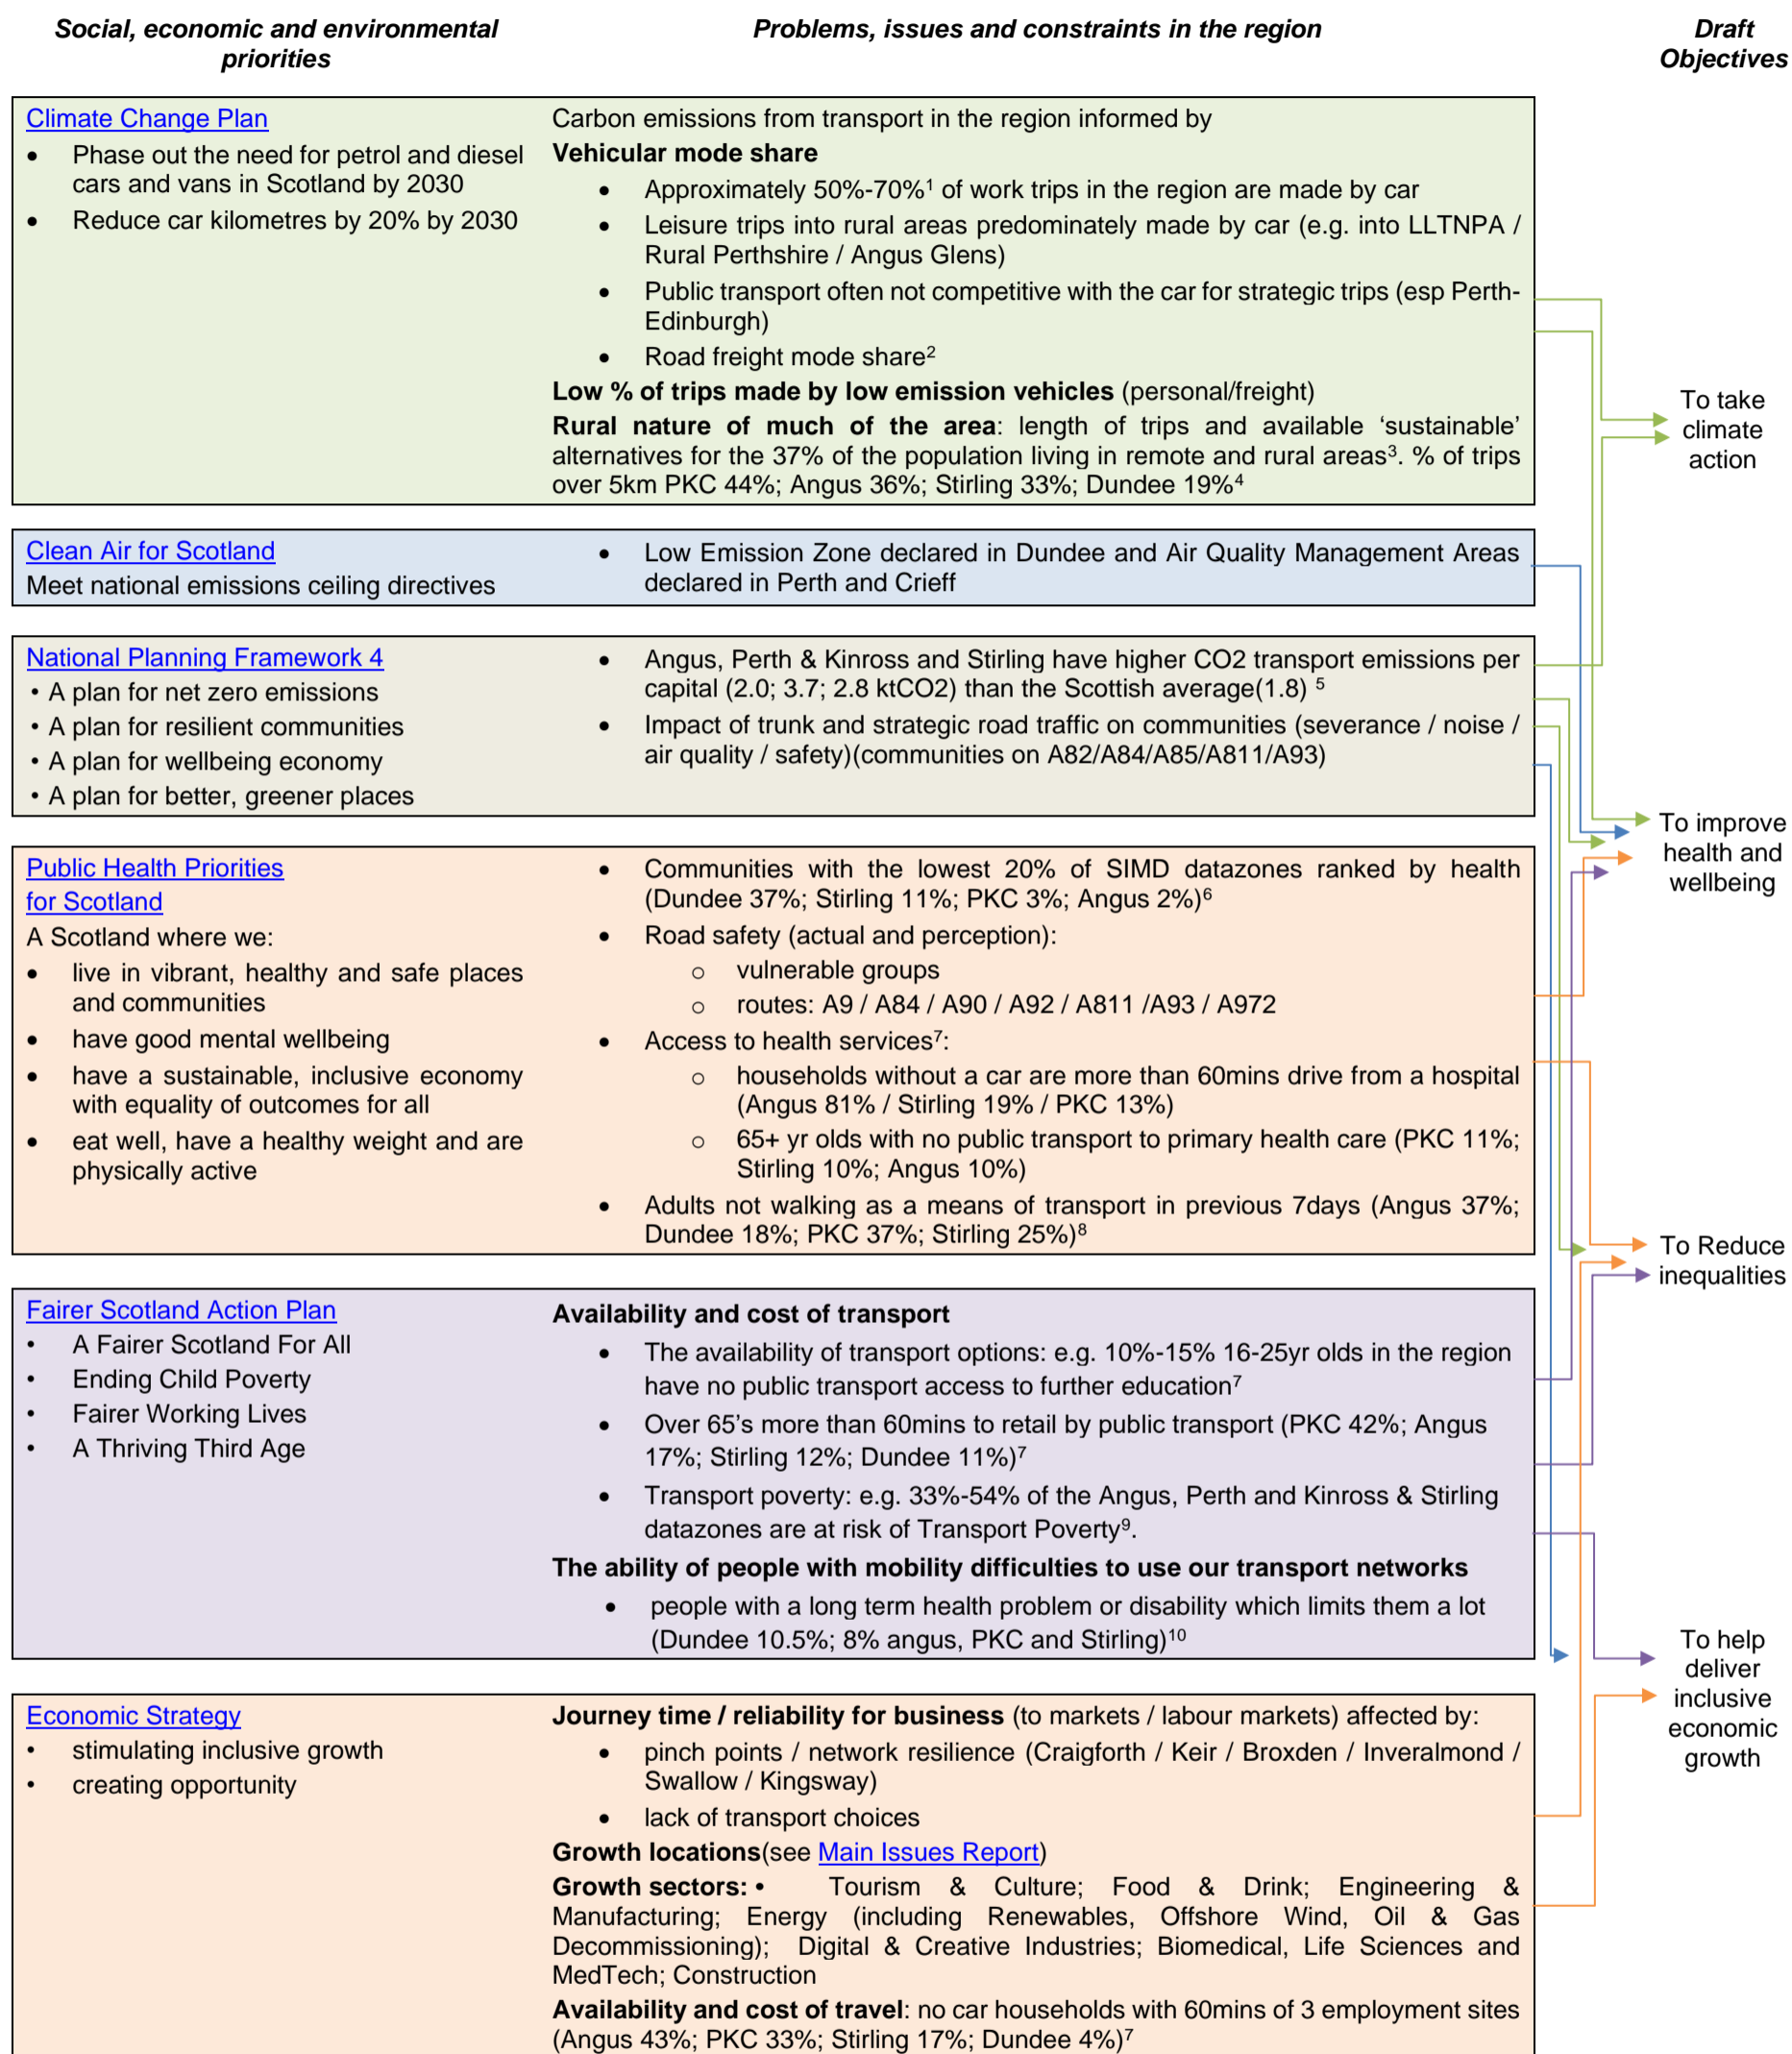 Social, economic and environmental
priorities
Problems, issues and constraints in the region
Draft
Objectives
Climate Change Plan
• Phase out the need for petrol and diesel
cars and vans in Scotland by 2030
• Reduce car kilometres by 20% by 2030
Carbon emissions from transport in the region informed by
Vehicular mode share
• Approximately 50%-70%¹ of work trips in the region are made by car
• Leisure trips into rural areas predominately made by car (e.g. into LLTNPA /
Rural Perthshire / Angus Glens)
• Public transport often not competitive with the car for strategic trips (esp Perth-
Edinburgh)
• Road freight mode share²
Low % of trips made by low emission vehicles (personal/freight)
Rural nature of much of the area: length of trips and available ‘sustainable’
alternatives for the 37% of the population living in remote and rural areas³. % of trips
over 5km PKC 44%; Angus 36%; Stirling 33%; Dundee 19%⁴
To take
climate
action
Clean Air for Scotland
Meet national emissions ceiling directives
• Low Emission Zone declared in Dundee and Air Quality Management Areas
declared in Perth and Crieff
National Planning Framework 4
• A plan for net zero emissions
• A plan for resilient communities
• A plan for wellbeing economy
• A plan for better, greener places
• Angus, Perth & Kinross and Stirling have higher CO2 transport emissions per
capital (2.0; 3.7; 2.8 ktCO2) than the Scottish average(1.8) ⁵
• Impact of trunk and strategic road traffic on communities (severance / noise /
air quality / safety)(communities on A82/A84/A85/A811/A93)
To improve
health and
wellbeing
Public Health Priorities
for Scotland
A Scotland where we:
• live in vibrant, healthy and safe places
and communities
• have good mental wellbeing
• have a sustainable, inclusive economy
with equality of outcomes for all
• eat well, have a healthy weight and are
physically active
• Communities with the lowest 20% of SIMD datazones ranked by health
(Dundee 37%; Stirling 11%; PKC 3%; Angus 2%)⁶
• Road safety (actual and perception):
o vulnerable groups
o routes: A9 / A84 / A90 / A92 / A811 /A93 / A972
• Access to health services⁷:
o households without a car are more than 60mins drive from a hospital
(Angus 81% / Stirling 19% / PKC 13%)
o 65+ yr olds with no public transport to primary health care (PKC 11%;
Stirling 10%; Angus 10%)
• Adults not walking as a means of transport in previous 7days (Angus 37%;
Dundee 18%; PKC 37%; Stirling 25%)⁸
To Reduce
inequalities
Fairer Scotland Action Plan
• A Fairer Scotland For All
• Ending Child Poverty
• Fairer Working Lives
• A Thriving Third Age
Availability and cost of transport
• The availability of transport options: e.g. 10%-15% 16-25yr olds in the region
have no public transport access to further education⁷
• Over 65’s more than 60mins to retail by public transport (PKC 42%; Angus
17%; Stirling 12%; Dundee 11%)⁷
• Transport poverty: e.g. 33%-54% of the Angus, Perth and Kinross & Stirling
datazones are at risk of Transport Poverty⁹.
The ability of people with mobility difficulties to use our transport networks
• people with a long term health problem or disability which limits them a lot
(Dundee 10.5%; 8% angus, PKC and Stirling)¹⁰
To help
deliver
inclusive
economic
growth
Economic Strategy
• stimulating inclusive growth
• creating opportunity
Journey time / reliability for business (to markets / labour markets) affected by:
• pinch points / network resilience (Craigforth / Keir / Broxden / Inveralmond /
Swallow / Kingsway)
• lack of transport choices
Growth locations(see Main Issues Report)
Growth sectors: • Tourism & Culture; Food & Drink; Engineering &
Manufacturing; Energy (including Renewables, Offshore Wind, Oil & Gas
Decommissioning); Digital & Creative Industries; Biomedical, Life Sciences and
MedTech; Construction
Availability and cost of travel: no car households with 60mins of 3 employment sites
(Angus 43%; PKC 33%; Stirling 17%; Dundee 4%)⁷